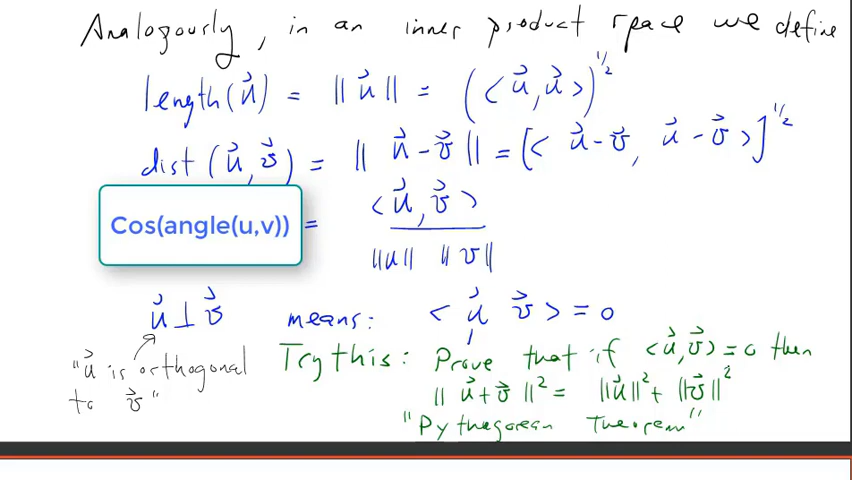 Analogously, in an inner product space we define
length(u⃗) = ||u⃗|| = (<u⃗, u⃗>)^1/2
dist(u⃗, v⃗) = ||u⃗-v⃗|| = [<u⃗-v⃗, u⃗-v⃗>]^1/2
Cos(angle(u,v)) = <u⃗, v⃗> / ||u|| ||v||
u⃗ ⊥ v⃗ means: <u⃗, v⃗> = 0
"u⃗ is orthogonal
to v⃗"
Try this: Prove that if <u⃗, v⃗> = 0 then
||u⃗+v⃗||² = ||u⃗||² + ||v⃗||²
"Pythegorean Theorem"